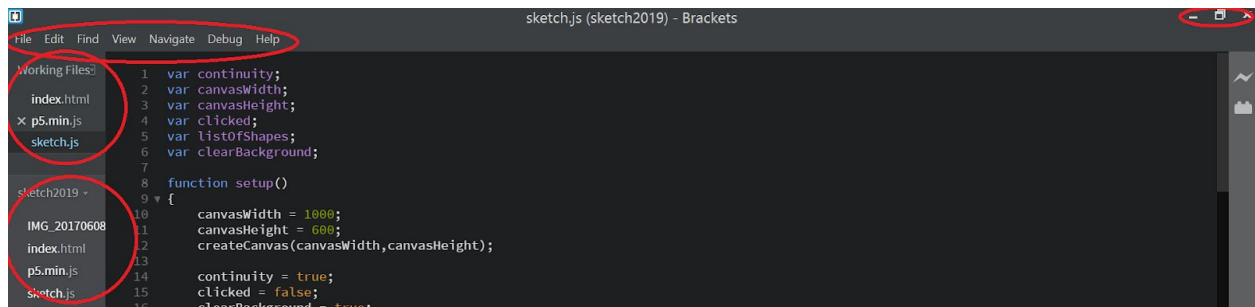 sketch.js (sketch2019) - Brackets
File Edit Find View Navigate Debug Help
Working Files
index.html
p5.min.js
sketch.js
sketch2019
IMG_20170608
index.html
p5.min.js
sketch.js
1 var continuity;
2 var canvasWidth;
3 var canvasHeight;
4 var clicked;
5 var listOfShapes;
6 var clearBackground;
7
8 function setup()
9 {
10 canvasWidth = 1000;
11 canvasHeight = 600;
12 createCanvas(canvasWidth,canvasHeight);
13
14 continuity = true;
15 clicked = false;
16 clearBackground = true;